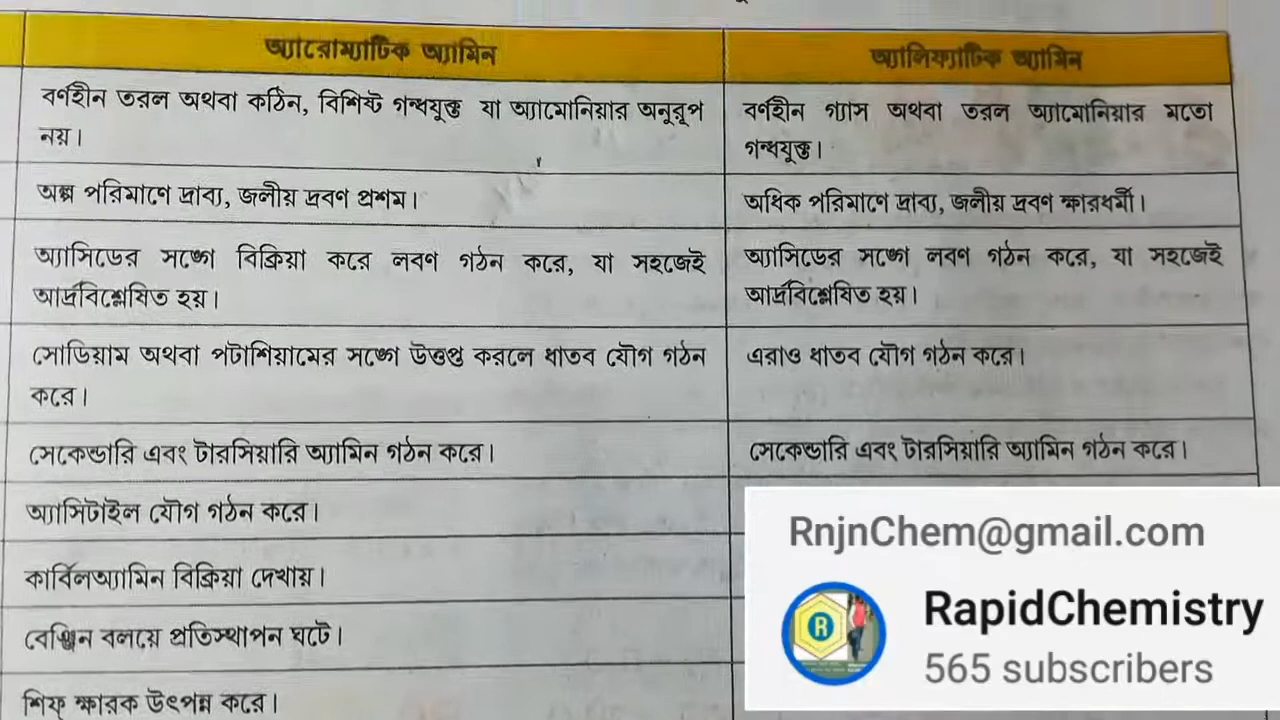 অ্যারোম্যাটিক অ্যামিন
অ্যালিফ্যাটিক অ্যামিন
বর্ণহীন তরল অথবা কঠিন, বিশিষ্ট গন্ধযুক্ত যা অ্যামোনিয়ার অনুরূপ
নয়।
বর্ণহীন গ্যাস অথবা তরল অ্যামোনিয়ার মতো
গন্ধযুক্ত।
অল্প পরিমাণে দ্রাব্য, জলীয় দ্রবণ প্রশম।
অধিক পরিমাণে দ্রাব্য, জলীয় দ্রবণ ক্ষারধর্মী।
অ্যাসিডের সঙ্গে বিক্রিয়া করে লবণ গঠন করে, যা সহজেই
আর্দ্রবিশ্লেষিত হয়।
অ্যাসিডের সঙ্গে লবণ গঠন করে, যা সহজেই
আর্দ্রবিশ্লেষিত হয়।
সোডিয়াম অথবা পটাশিয়ামের সঙ্গে উত্তপ্ত করলে ধাতব যৌগ গঠন
করে।
এরাও ধাতব যৌগ গঠন করে।
সেকেন্ডারি এবং টারসিয়ারি অ্যামিন গঠন করে।
সেকেন্ডারি এবং টারসিয়ারি অ্যামিন গঠন করে।
অ্যাসিটাইল যৌগ গঠন করে।
কার্বিলঅ্যামিন বিক্রিয়া দেখায়।
বেঞ্জিন বলয়ে প্রতিস্থাপন ঘটে।
শিফ্ ক্ষারক উৎপন্ন করে।
RnjnChem@gmail.com
R
RapidChemistry
565 subscribers